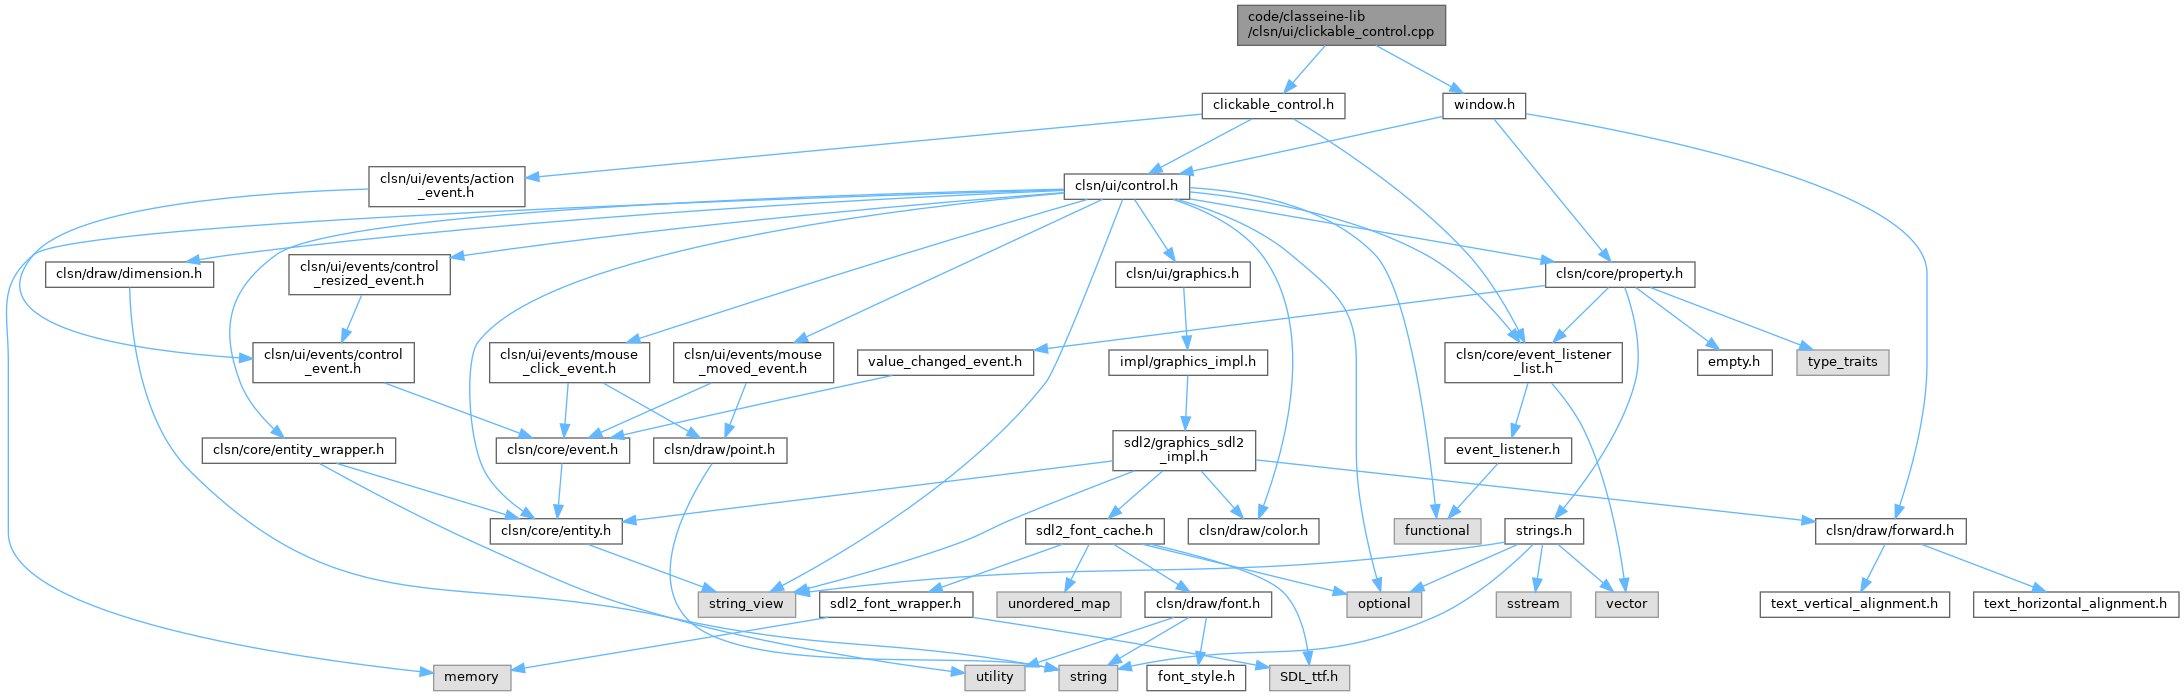 code/classeine-lib
/clsn/ui/clickable_control.cpp
clickable_control.h
window.h
clsn/ui/events/action
_event.h
clsn/ui/control.h
clsn/draw/dimension.h
clsn/ui/events/control
_resized_event.h
clsn/ui/graphics.h
clsn/core/property.h
clsn/ui/events/control
_event.h
clsn/ui/events/mouse
_click_event.h
clsn/ui/events/mouse
_moved_event.h
value_changed_event.h
impl/graphics_impl.h
clsn/core/event_listener
_list.h
empty.h
type_traits
clsn/core/entity_wrapper.h
clsn/core/event.h
clsn/draw/point.h
sdl2/graphics_sdl2
_impl.h
event_listener.h
clsn/core/entity.h
sdl2_font_cache.h
clsn/draw/color.h
functional
strings.h
clsn/draw/forward.h
string_view
sdl2_font_wrapper.h
unordered_map
clsn/draw/font.h
optional
sstream
vector
text_vertical_alignment.h
text_horizontal_alignment.h
memory
utility
string
font_style.h
SDL_ttf.h